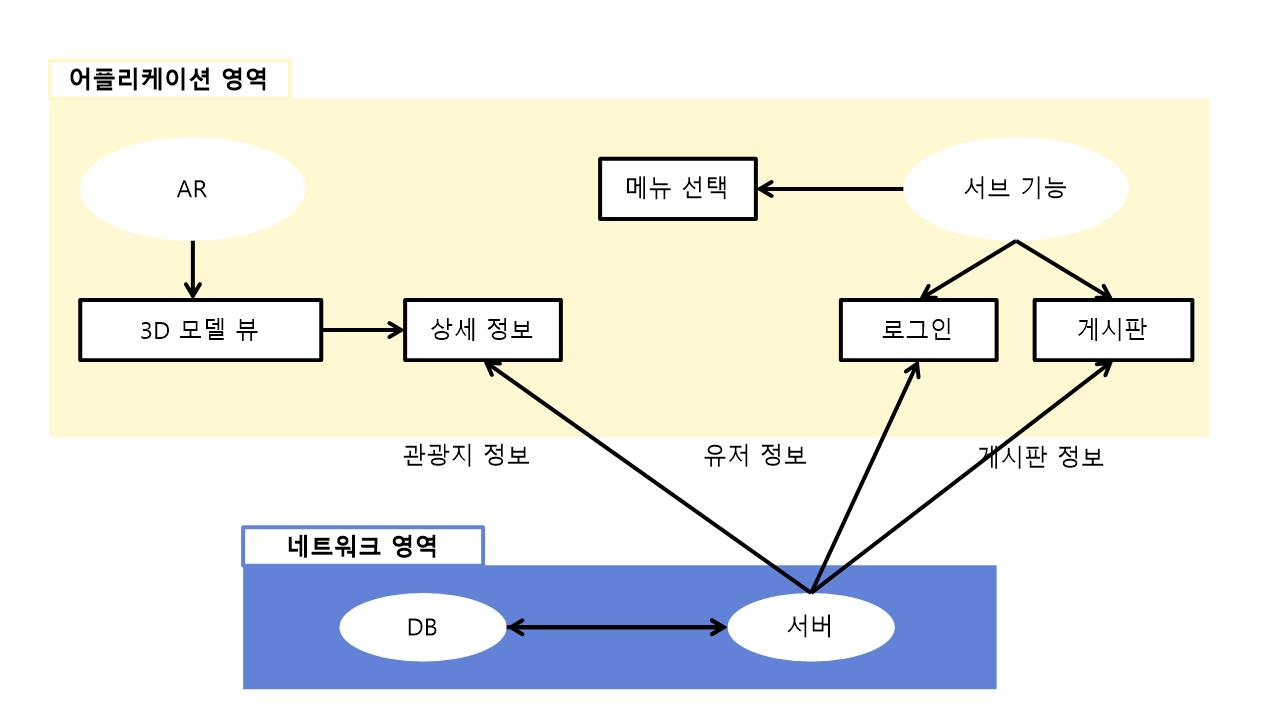 어플리케이션 영역
AR
메뉴 선택
서브 기능
3D 모델 뷰
상세 정보
로그인
게시판
관광지 정보
유저 정보
게시판 정보
네트워크 영역
DB
서버